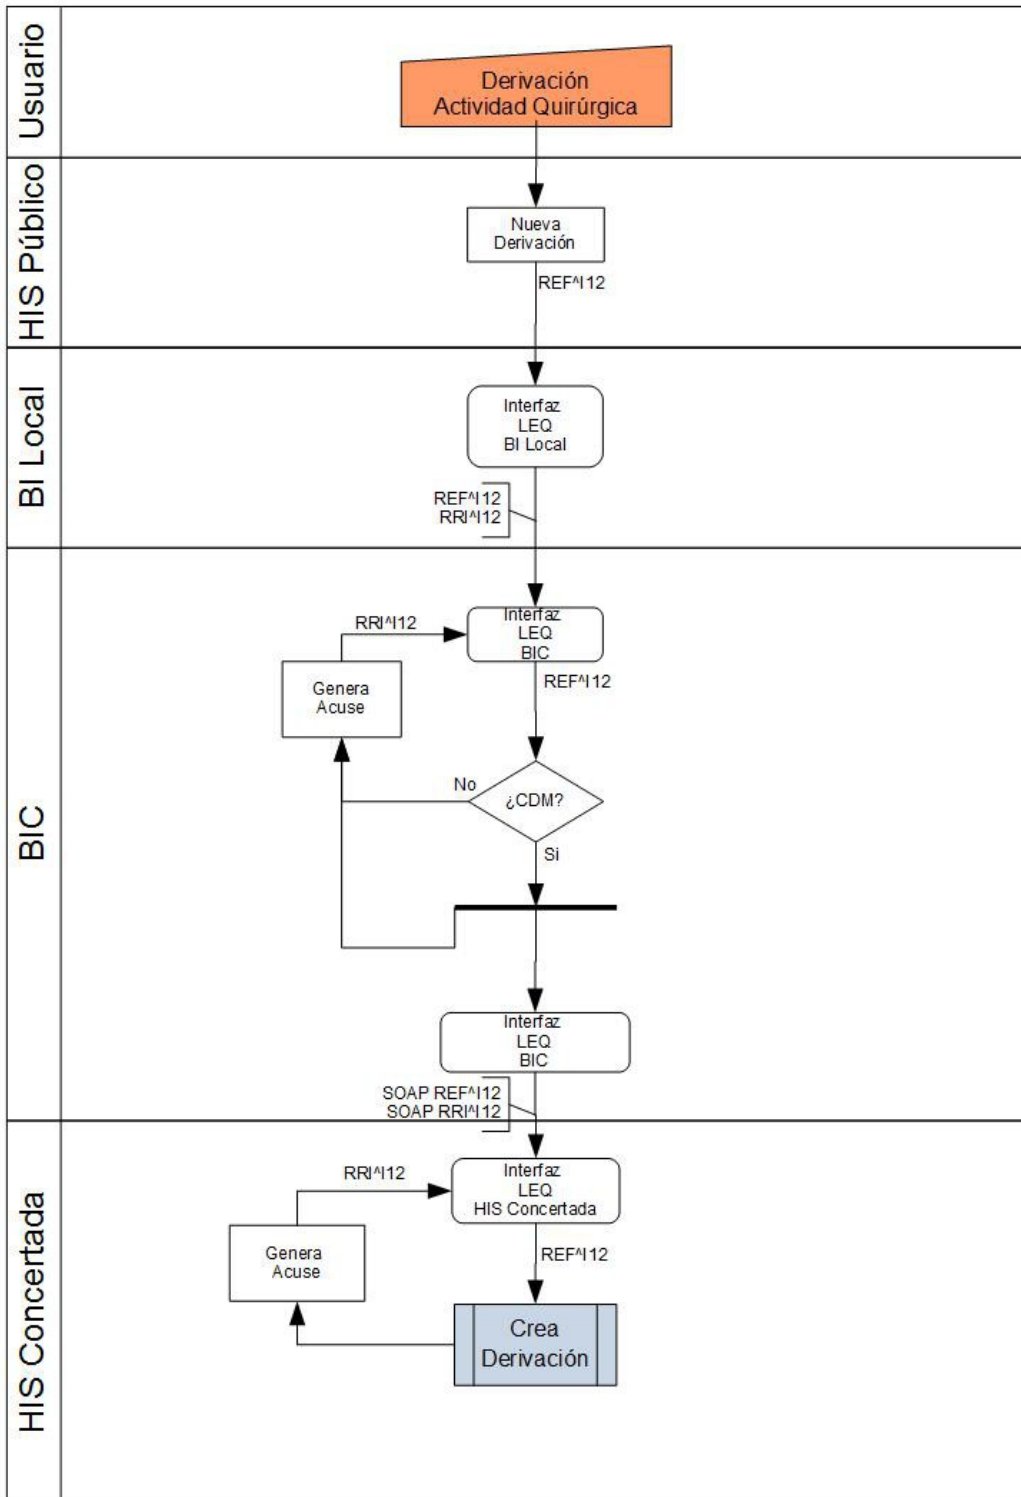 Usuario
Derivación
Actividad Quirúrgica
HIS Público
Nueva
Derivación
REF^I12
BI Local
Interfaz
LEQ
BI Local
REF^I12
RRI^I12
BIC
Interfaz
LEQ
BIC
RRI^I12
Genera
Acuse
REF^I12
No
¿CDM?
Si
Interfaz
LEQ
BIC
SOAP REF^I12
SOAP RRI^I12
HIS Concertada
RRI^I12
Interfaz
LEQ
HIS Concertada
Genera
Acuse
REF^I12
Crea
Derivación